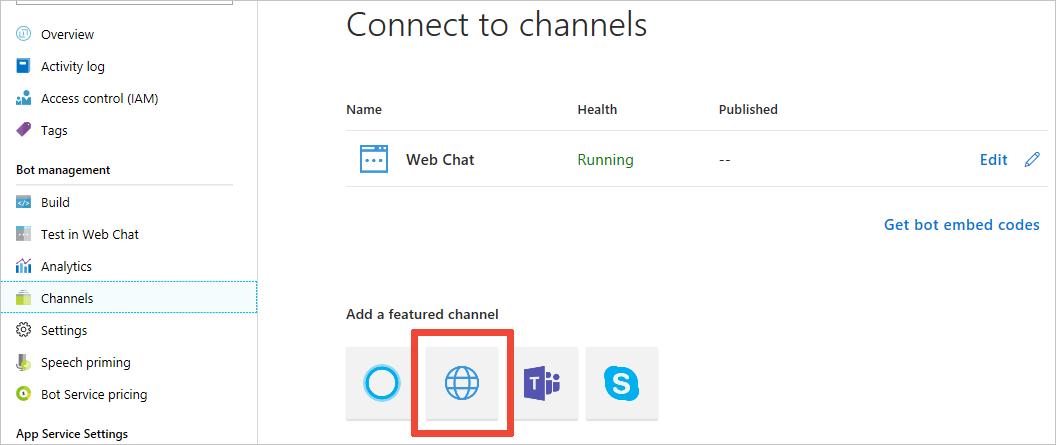 Overview
Activity log
Access control (IAM)
Tags
Bot management
Build
Test in Web Chat
Analytics
Channels
Settings
Speech priming
Bot Service pricing
App Service Settings
Connect to channels
Name Health Published
Web Chat Running -- Edit
Get bot embed codes
Add a featured channel
T
S